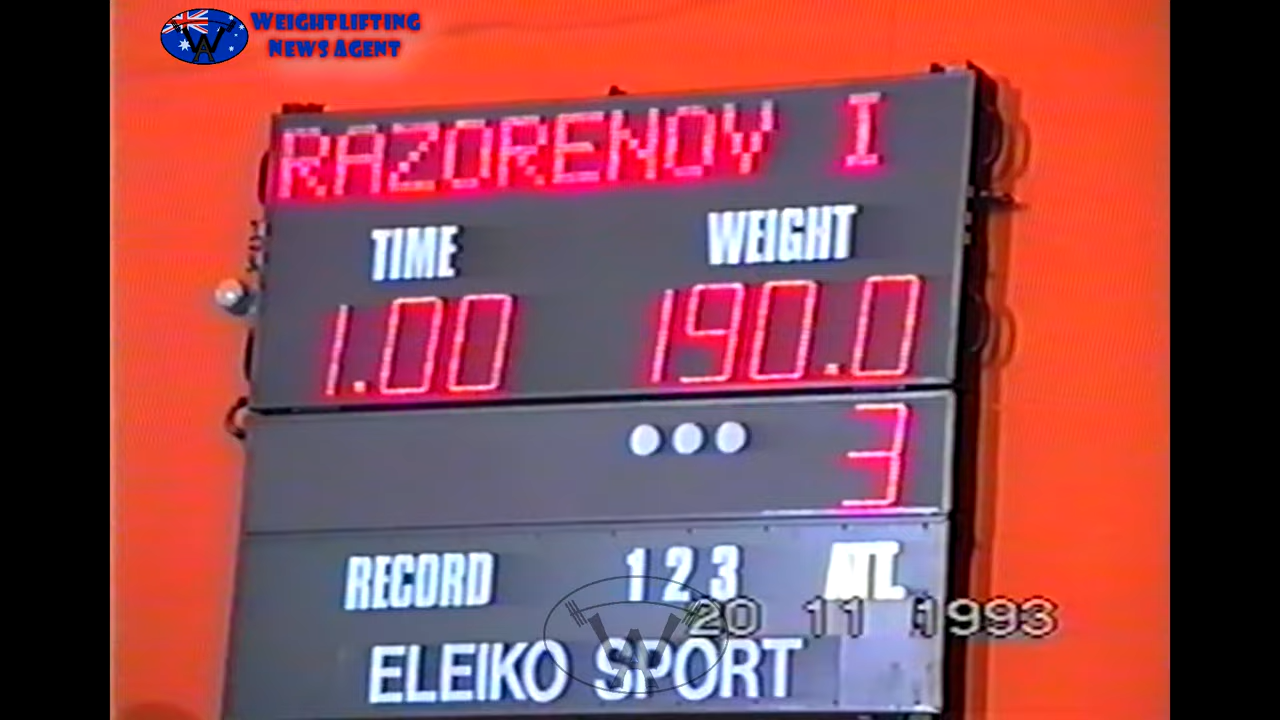 WEIGHTLIFTING
NEWS AGENT
RAZORENOV I
TIME WEIGHT
1.00 190.0
3
RECORD 1 2 3 ATT.
20 11 1993
ELEIKO SPORT